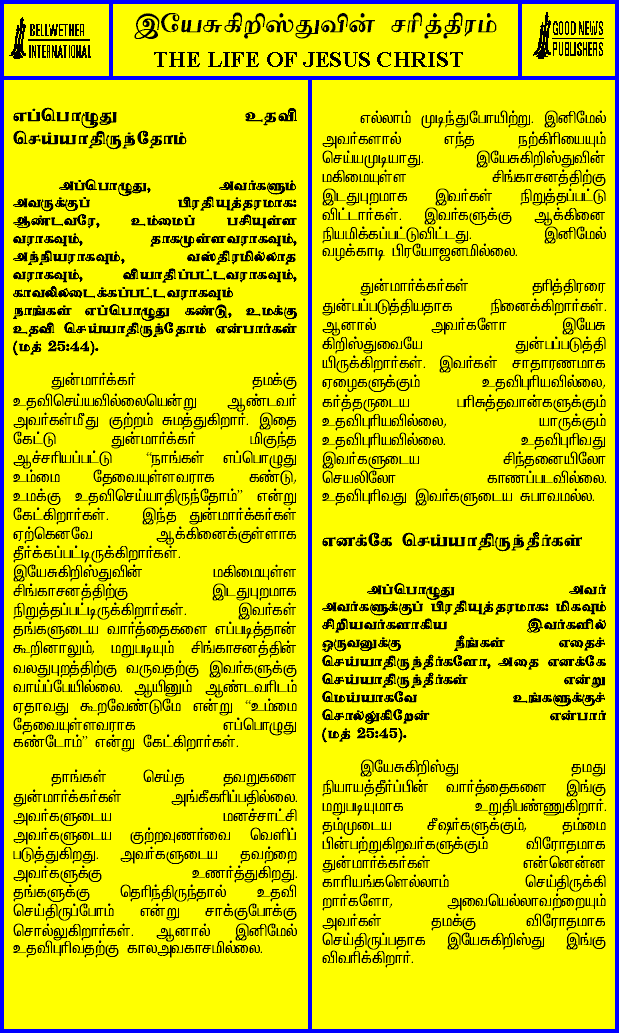 BELLWETHER
INTERNATIONAL
இயேசுகிறிஸ்துவின் சரித்திரம்
THE LIFE OF JESUS CHRIST
GOOD NEWS
PUBLISHERS
எப்பொழுது உதவி
செய்யாதிருந்தோம்
அப்பொழுது, அவர்களும்
அவருக்குப் பிரதியுத்தரமாக:
ஆண்டவரே, உம்மைப் பசியுள்ள
வராகவும், தாகமுள்ளவராகவும்,
அந்நியராகவும், வஸ்திரமில்லாத
வராகவும், வியாதிப்பட்டவராகவும்,
காவலிலடைக்கப்பட்டவராகவும்
நாங்கள் எப்பொழுது கண்டு, உமக்கு
உதவி செய்யாதிருந்தோம் என்பார்கள்
(மத் 25:44).
துன்மார்க்கர் தமக்கு
உதவிசெய்யவில்லையென்று ஆண்டவர்
அவர்கள்மீது குற்றம் சுமத்துகிறார். இதை
கேட்டு துன்மார்க்கர் மிகுந்த
ஆச்சரியப்பட்டு "நாங்கள் எப்பொழுது
உம்மை தேவையுள்ளவராக கண்டு,
உமக்கு உதவிசெய்யாதிருந்தோம்" என்று
கேட்கிறார்கள். இந்த துன்மார்க்கர்கள்
ஏற்கெனவே ஆக்கினைக்குள்ளாக
தீர்க்கப்பட்டிருக்கிறார்கள்.
இயேசுகிறிஸ்துவின் மகிமையுள்ள
சிங்காசனத்திற்கு இடதுபுறமாக
நிறுத்தப்பட்டிருக்கிறார்கள். இவர்கள்
தங்களுடைய வார்த்தைகளை எப்படித்தான்
கூறினாலும், மறுபடியும் சிங்காசனத்தின்
வலதுபுறத்திற்கு வருவதற்கு இவர்களுக்கு
வாய்ப்பேயில்லை. ஆயினும் ஆண்டவரிடம்
ஏதாவது கூறவேண்டுமே என்று "உம்மை
தேவையுள்ளவராக எப்பொழுது
கண்டோம்" என்று கேட்கிறார்கள்.
தாங்கள் செய்த தவறுகளை
துன்மார்க்கர்கள் அங்கீகரிப்பதில்லை.
அவர்களுடைய மனச்சாட்சி
அவர்களுடைய குற்றவுணர்வை வெளிப்
படுத்துகிறது. அவர்களுடைய தவற்றை
அவர்களுக்கு உணர்த்துகிறது.
தங்களுக்கு தெரிந்திருந்தால் உதவி
செய்திருப்போம் என்று சாக்குபோக்கு
சொல்லுகிறார்கள். ஆனால் இனிமேல்
உதவிபுரிவதற்கு காலஅவகாசமில்லை.
எல்லாம் முடிந்துபோயிற்று. இனிமேல்
அவர்களால் எந்த நற்கிரியையும்
செய்யமுடியாது. இயேசுகிறிஸ்துவின்
மகிமையுள்ள சிங்காசனத்திற்கு
இடதுபுறமாக இவர்கள் நிறுத்தப்பட்டு
விட்டார்கள். இவர்களுக்கு ஆக்கினை
நியமிக்கப்பட்டுவிட்டது. இனிமேல்
வழக்காடி பிரயோஜனமில்லை.
துன்மார்க்கர்கள் தரித்திரரை
துன்பப்படுத்தியதாக நினைக்கிறார்கள்.
ஆனால் அவர்களோ இயேசு
கிறிஸ்துவையே துன்பப்படுத்தி
யிருக்கிறார்கள். இவர்கள் சாதாரணமாக
ஏழைகளுக்கும் உதவிபுரியவில்லை,
கர்த்தருடைய பரிசுத்தவான்களுக்கும்
உதவிபுரியவில்லை, யாருக்கும்
உதவிபுரியவில்லை. உதவிபுரிவது
இவர்களுடைய சிந்தனையிலோ
செயலிலோ காணப்படவில்லை.
உதவிபுரிவது இவர்களுடைய சுபாவமல்ல.
எனக்கே செய்யாதிருந்தீர்கள்
அப்பொழுது அவர்
அவர்களுக்குப் பிரதியுத்தரமாக: மிகவும்
சிறியவர்களாகிய இவர்களில்
ஒருவனுக்கு நீங்கள் எதைச்
செய்யாதிருந்தீர்களோ, அதை எனக்கே
செய்யாதிருந்தீர்கள் என்று
மெய்யாகவே உங்களுக்குச்
சொல்லுகிறேன் என்பார்
(மத் 25:45).
இயேசுகிறிஸ்து தமது
நியாயத்தீர்ப்பின் வார்த்தைகளை இங்கு
மறுபடியுமாக உறுதிபண்ணுகிறார்.
தம்முடைய சீஷர்களுக்கும், தம்மை
பின்பற்றுகிறவர்களுக்கும் விரோதமாக
துன்மார்க்கர்கள் என்னென்ன
காரியங்களெல்லாம் செய்திருக்கி
றார்களோ, அவையெல்லாவற்றையும்
அவர்கள் தமக்கு விரோதமாக
செய்திருப்பதாக இயேசுகிறிஸ்து இங்கு
விவரிக்கிறார்.